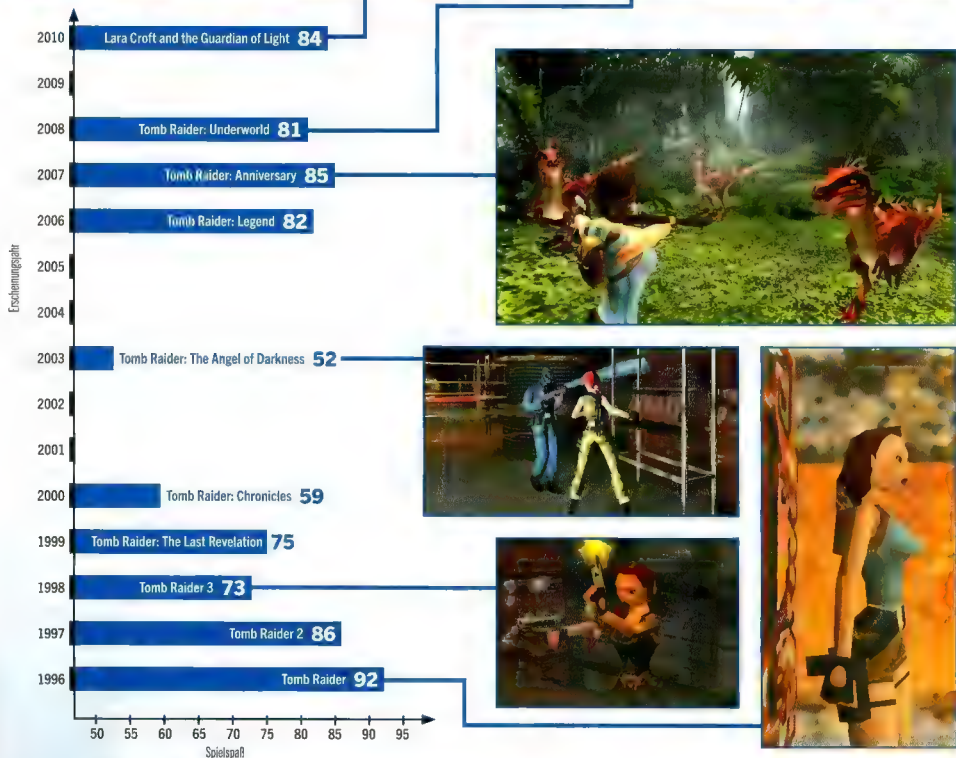 2010 Lara Croft and the Guardian of Light 84
2009
2008 Tomb Raider: Underworld 81
2007 Tomb Raider: Anniversary 85
2006 Tomb Raider: Legend 82
2005
2004
2003 Tomb Raider: The Angel of Darkness 52
2002
2001
2000 Tomb Raider: Chronicles 59
1999 Tomb Raider: The Last Revelation 75
1998 Tomb Raider 3 73
1997 Tomb Raider 2 86
1996 Tomb Raider 92
Erscheinungsjahr
50 55 60 65 70 75 80 85 90 95
Spielspaß